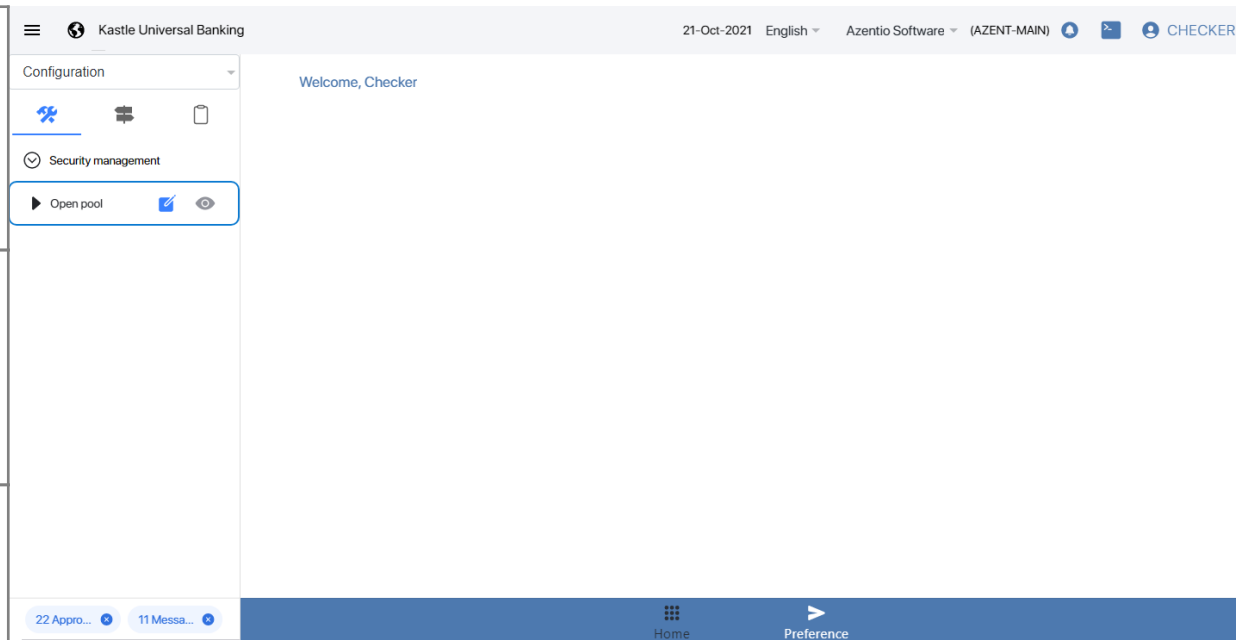 Kastle Universal Banking
21-Oct-2021 English Azentio Software (AZENT-MAIN) CHECKER
Configuration
Welcome, Checker
Security management
Open pool
22 Appro... 11 Messa...
Home Preference